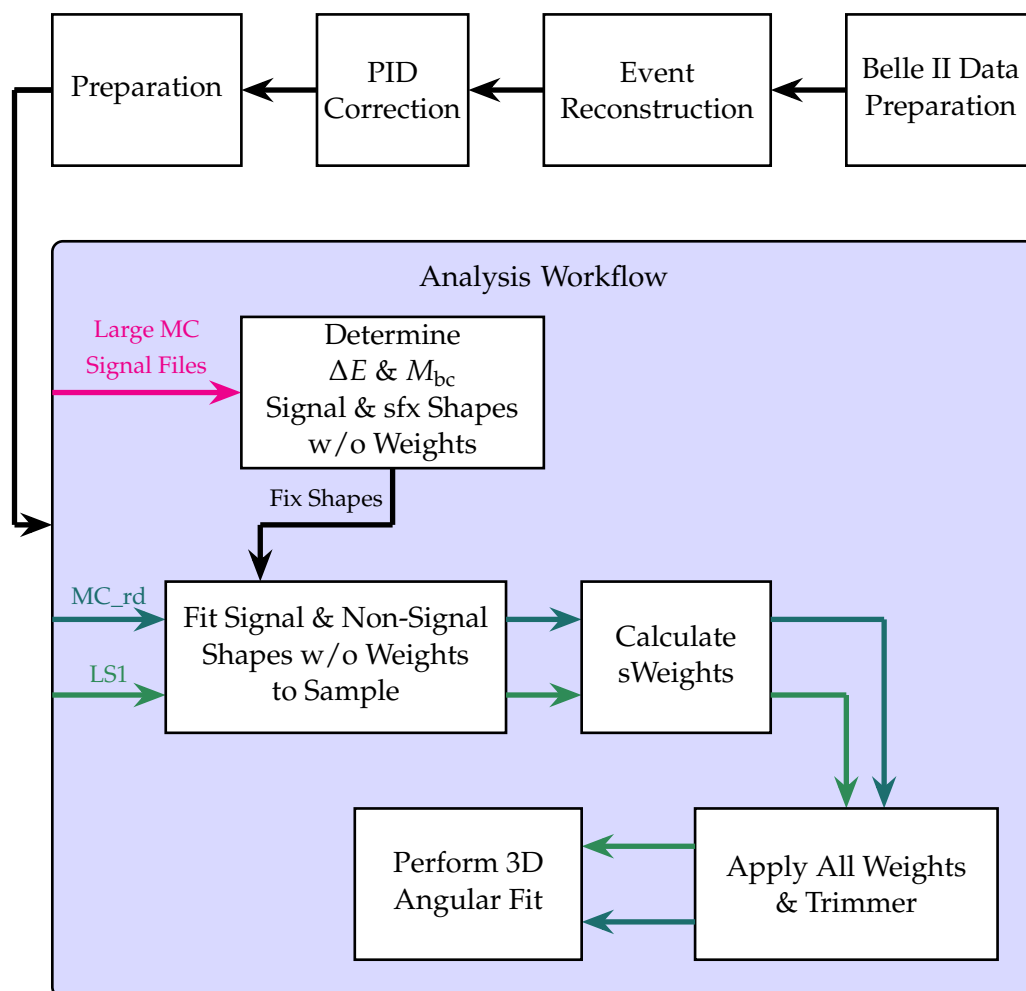 Preparation
PID
Correction
Event
Reconstruction
Belle II Data
Preparation
Analysis Workflow
Large MC
Signal Files
Determine
ΔE & M_bc
Signal & sfx Shapes
w/o Weights
Fix Shapes
MC_rd
LS1
Fit Signal & Non-Signal
Shapes w/o Weights
to Sample
Calculate
sWeights
Perform 3D
Angular Fit
Apply All Weights
& Trimmer